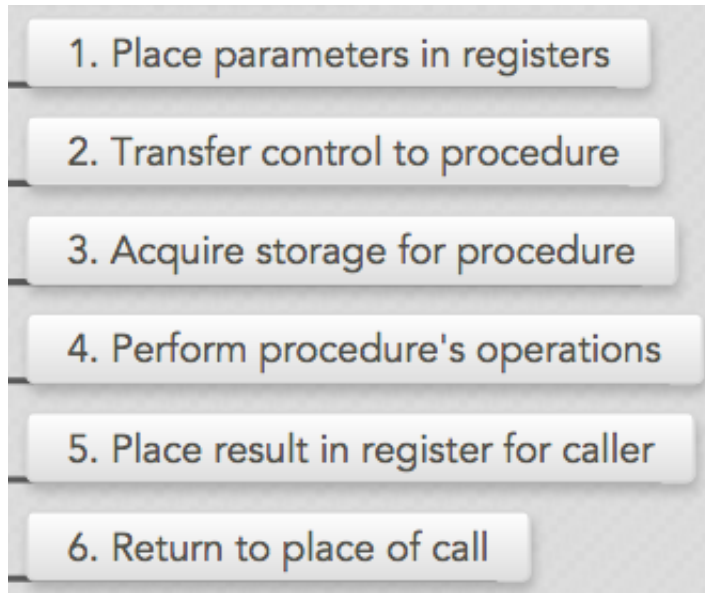 1. Place parameters in registers
2. Transfer control to procedure
3. Acquire storage for procedure
4. Perform procedure's operations
5. Place result in register for caller
6. Return to place of call